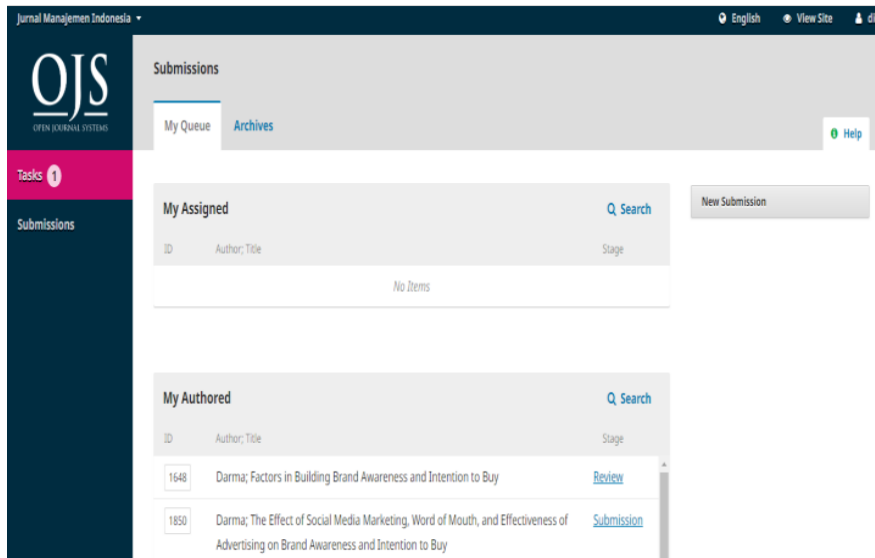 Jurnal Manajemen Indonesia
English View Site
OJS
OPEN JOURNAL SYSTEMS
Submissions
My Queue Archives
Help
Tasks 1
Submissions
My Assigned Search
ID Author; Title Stage
No Items
New Submission
My Authored Search
ID Author; Title Stage
1648 Darma; Factors in Building Brand Awareness and Intention to Buy Review
1850 Darma; The Effect of Social Media Marketing, Word of Mouth, and Effectiveness of Submission
Advertising on Brand Awareness and Intention to Buy